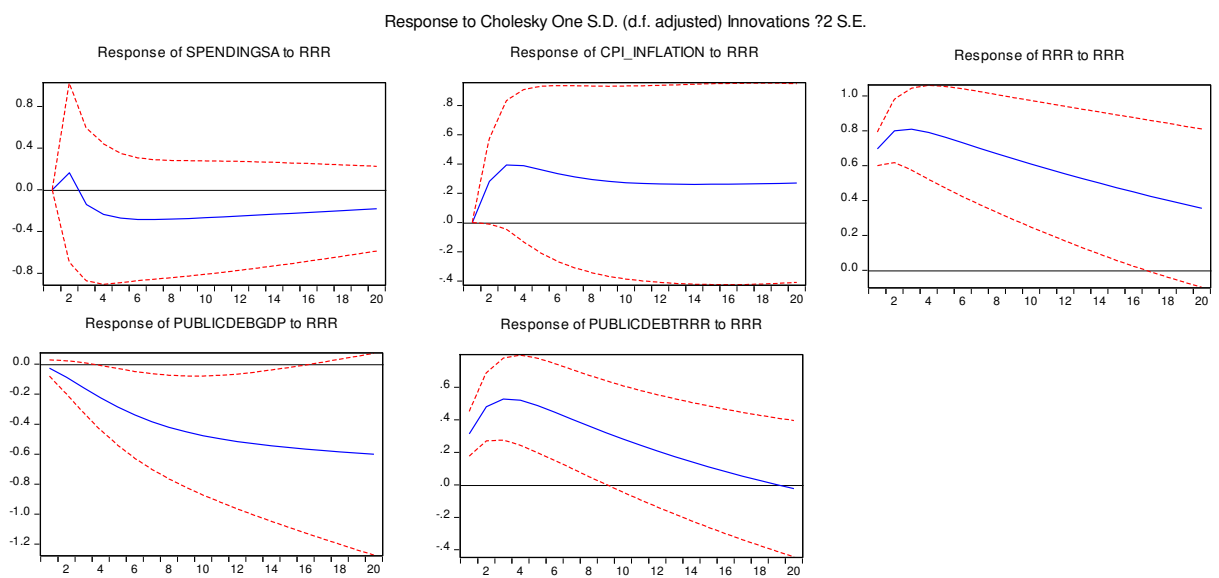 Response to Cholesky One S.D. (d.f. adjusted) Innovations ?2 S.E.
Response of SPENDINGSA to RRR
0.8
0.4
0.0
-0.4
-0.8
2 4 6 8 10 12 14 16 18 20
Response of CPI_INFLATION to RRR
.8
.6
.4
.2
.0
-.2
-.4
2 4 6 8 10 12 14 16 18 20
Response of RRR to RRR
1.0
0.8
0.6
0.4
0.2
0.0
2 4 6 8 10 12 14 16 18 20
Response of PUBLICDEBGDP to RRR
0.0
-0.2
-0.4
-0.6
-0.8
-1.0
-1.2
2 4 6 8 10 12 14 16 18 20
Response of PUBLICDEBTRRR to RRR
.6
.4
.2
.0
-.2
-.4
2 4 6 8 10 12 14 16 18 20